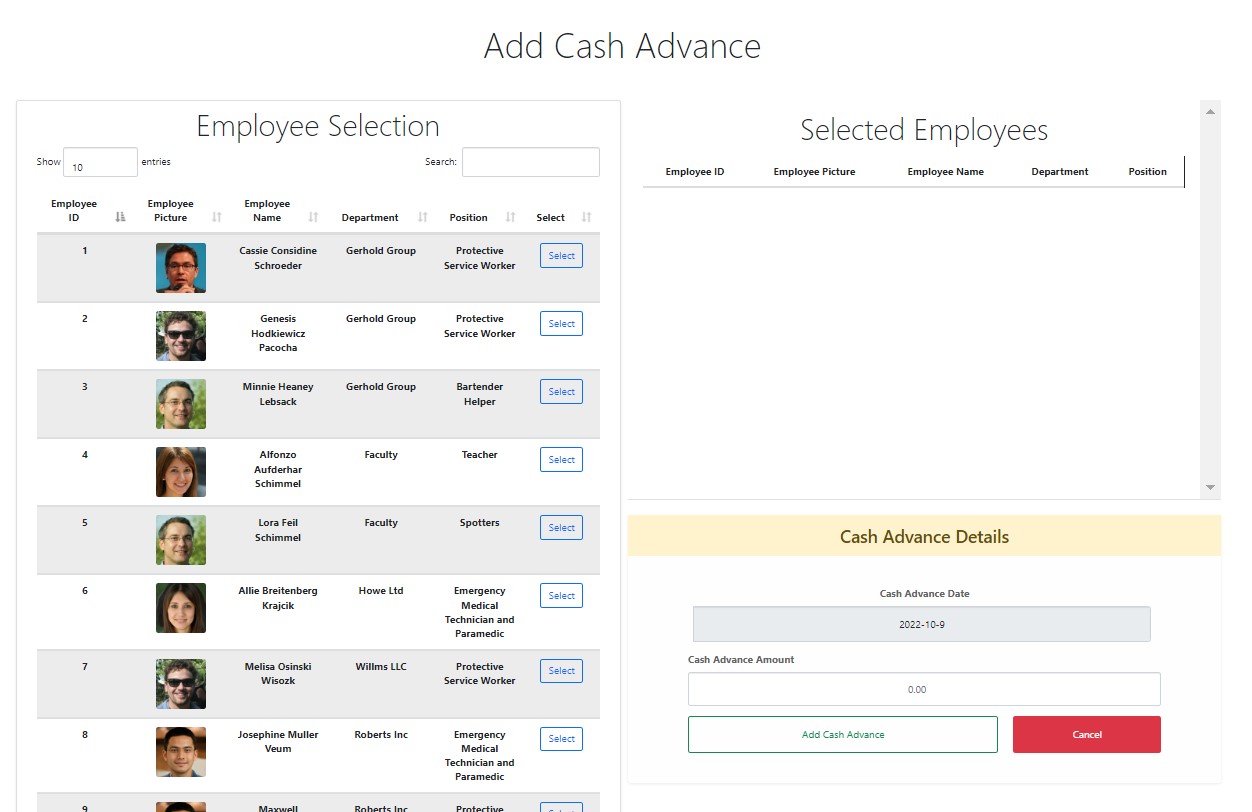 Add Cash Advance
Employee Selection
Show 10 entries
Search:
Employee ID Employee Picture Employee Name Department Position Select
1 Cassie Considine Schroeder Gerhold Group Protective Service Worker Select
2 Genesis Hodkiewicz Pacocha Gerhold Group Protective Service Worker Select
3 Minnie Heaney Lebsack Gerhold Group Bartender Helper Select
4 Alfonzo Aufderhar Schimmel Faculty Teacher Select
5 Lora Feil Schimmel Faculty Spotters Select
6 Allie Breitenberg Krajcik Howe Ltd Emergency Medical Technician and Paramedic Select
7 Melisa Osinski Wisozk Willms LLC Protective Service Worker Select
8 Josephine Muller Veum Roberts Inc Emergency Medical Technician and Paramedic Select
9 Maxwell Roberts Inc Protective
Selected Employees
Employee ID Employee Picture Employee Name Department Position
Cash Advance Details
Cash Advance Date
2022-10-9
Cash Advance Amount
0.00
Add Cash Advance Cancel